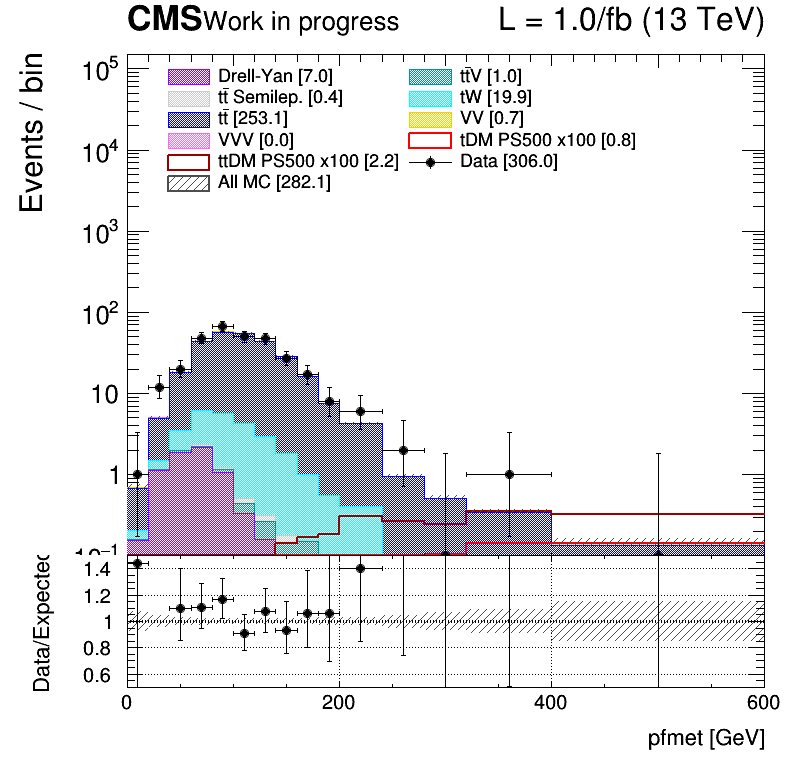 CMS Work in progress L = 1.0/fb (13 TeV)
Events / bin
10⁵
10⁴
10³
10²
10
1
10⁻¹
Drell-Yan [7.0] tt̄V [1.0]
tt̄ Semilep. [0.4] tW [19.9]
tt̄ [253.1] VV [0.7]
VVV [0.0] tDM PS500 x100 [0.8]
ttDM PS500 x100 [2.2] Data [306.0]
All MC [282.1]
Data/Expected
1.4
1.2
1
0.8
0.6
0 200 400 600
pfmet [GeV]